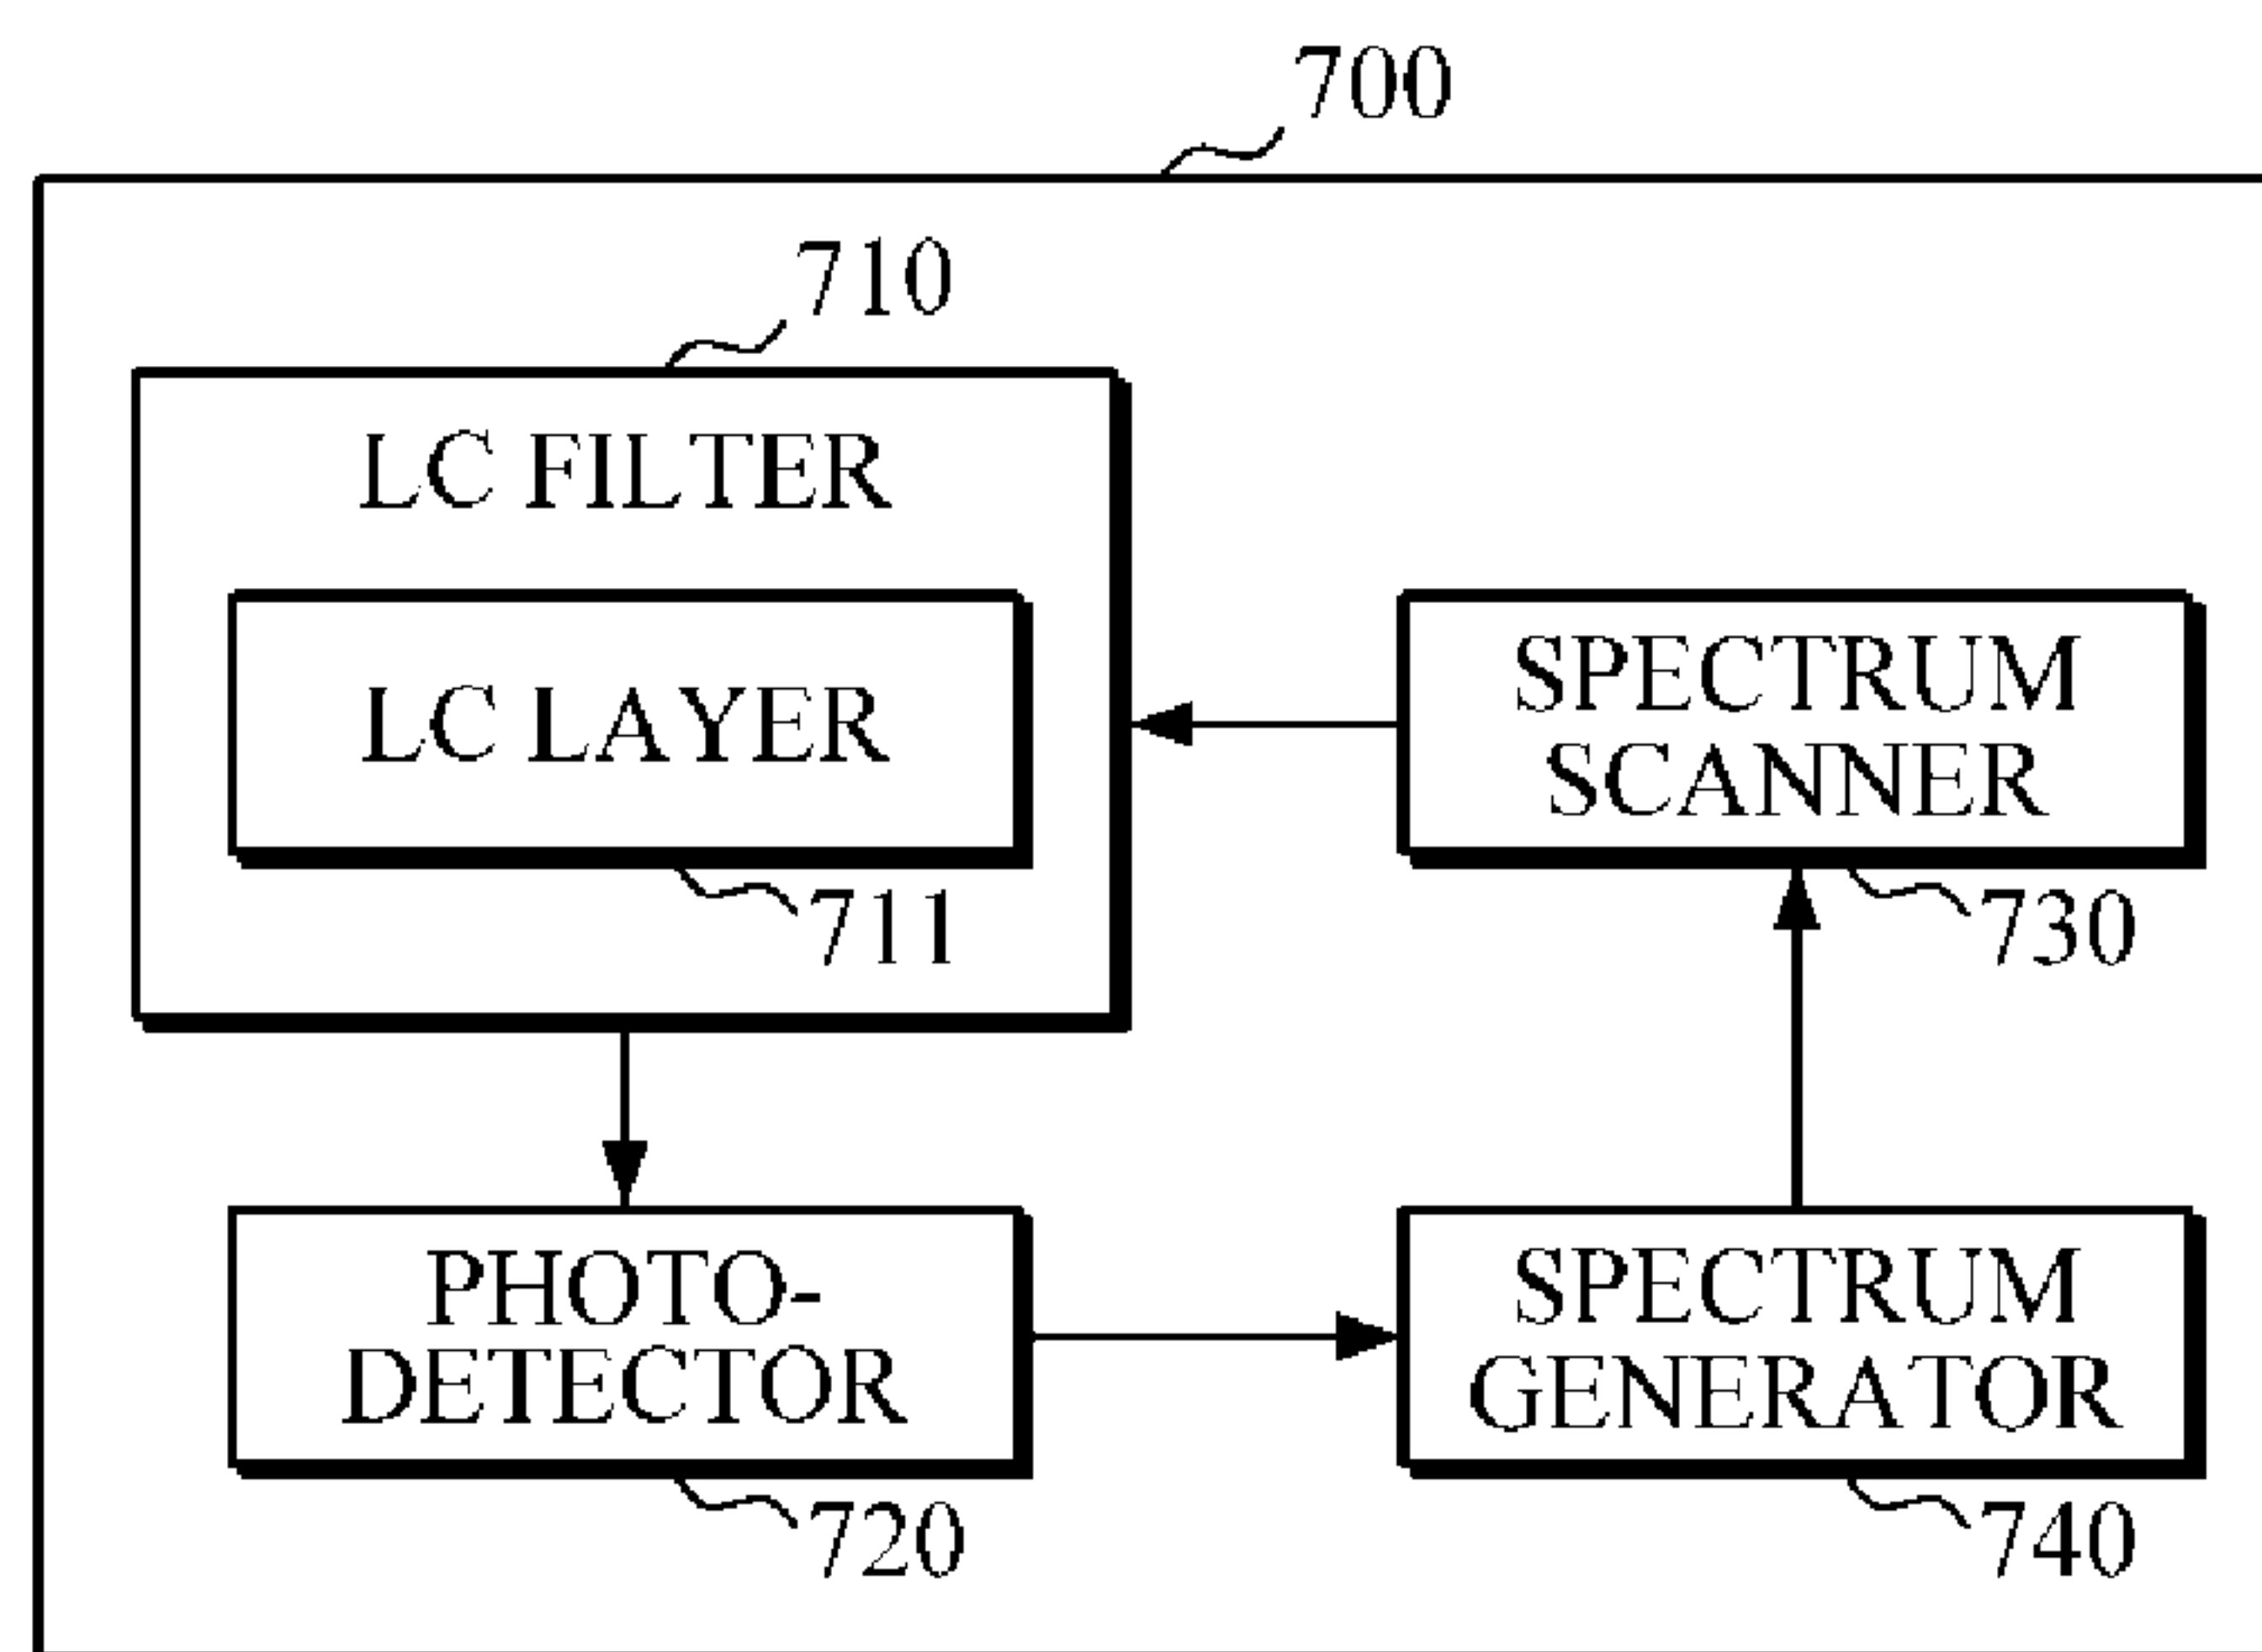 700
710
LC FILTER
LC LAYER
711
SPECTRUM
SCANNER
730
PHOTO-
DETECTOR
720
SPECTRUM
GENERATOR
740